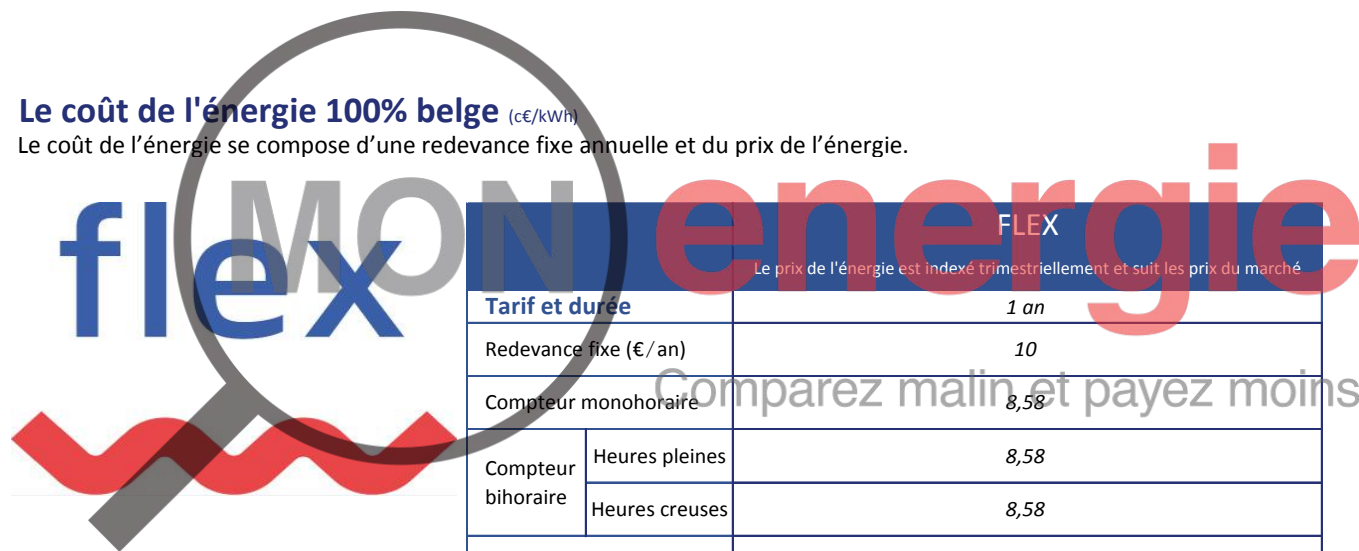 Le coût de l'énergie 100% belge (c€/kWh)
Le coût de l’énergie se compose d’une redevance fixe annuelle et du prix de l’énergie.
flex
MON energie
Comparez malin et payez moins
FLEX
Le prix de l'énergie est indexé trimestriellement et suit les prix du marché
Tarif et durée 1 an
Redevance fixe (€/an) 10
Compteur monohoraire 8,58
Compteur bihoraire
Heures pleines 8,58
Heures creuses 8,58